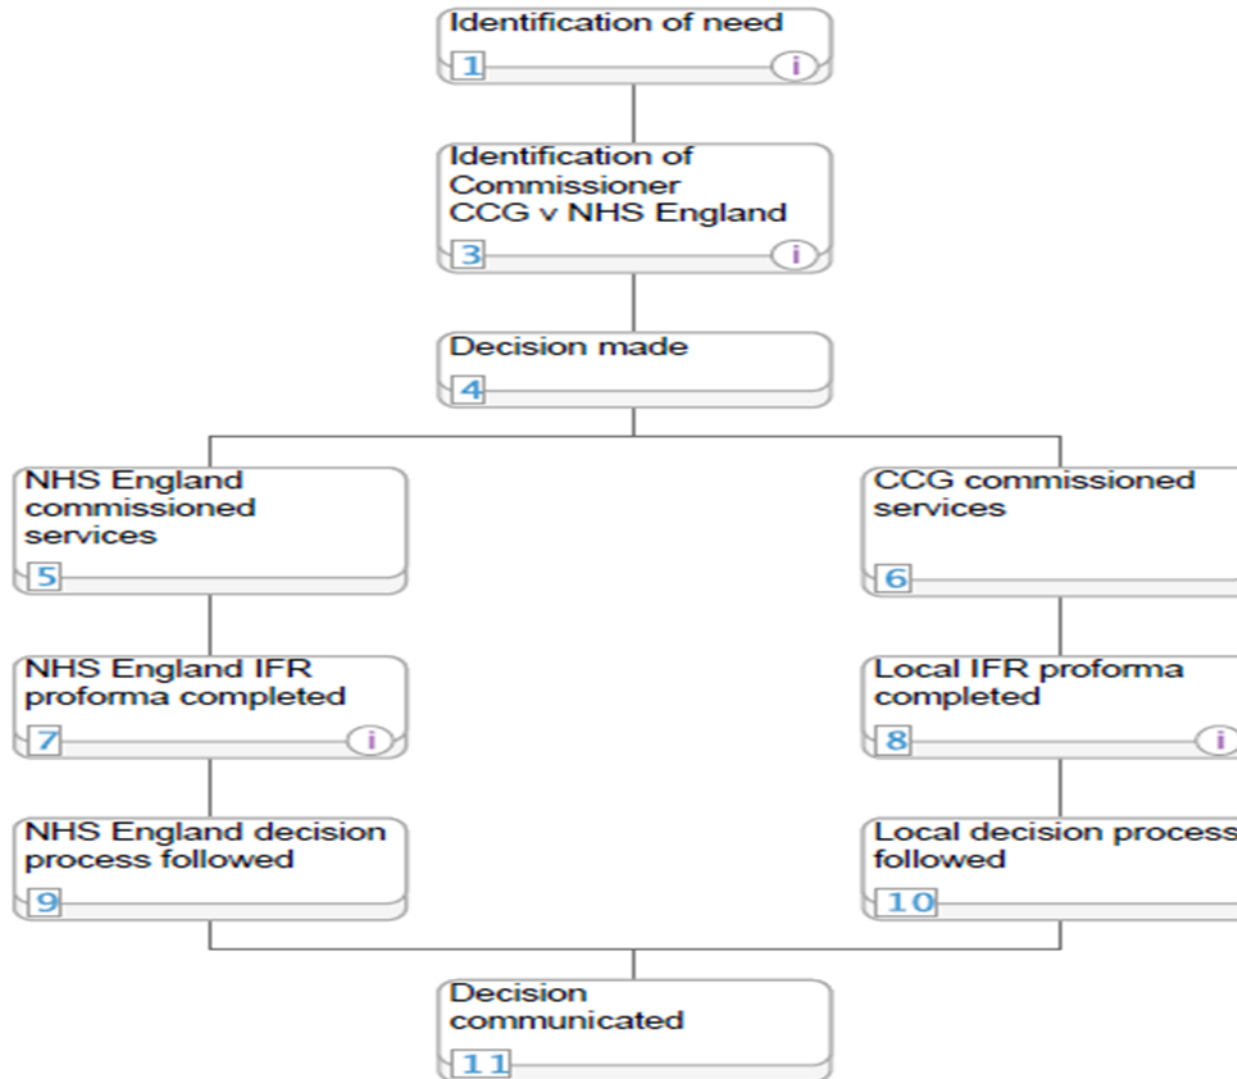 Identification of need
1
i
Identification of
Commissioner
CCG v NHS England
3
i
Decision made
4
NHS England
commissioned
services
5
CCG commissioned
services
6
NHS England IFR
proforma completed
7
i
Local IFR proforma
completed
8
i
NHS England decision
process followed
9
Local decision process
followed
10
Decision
communicated
11